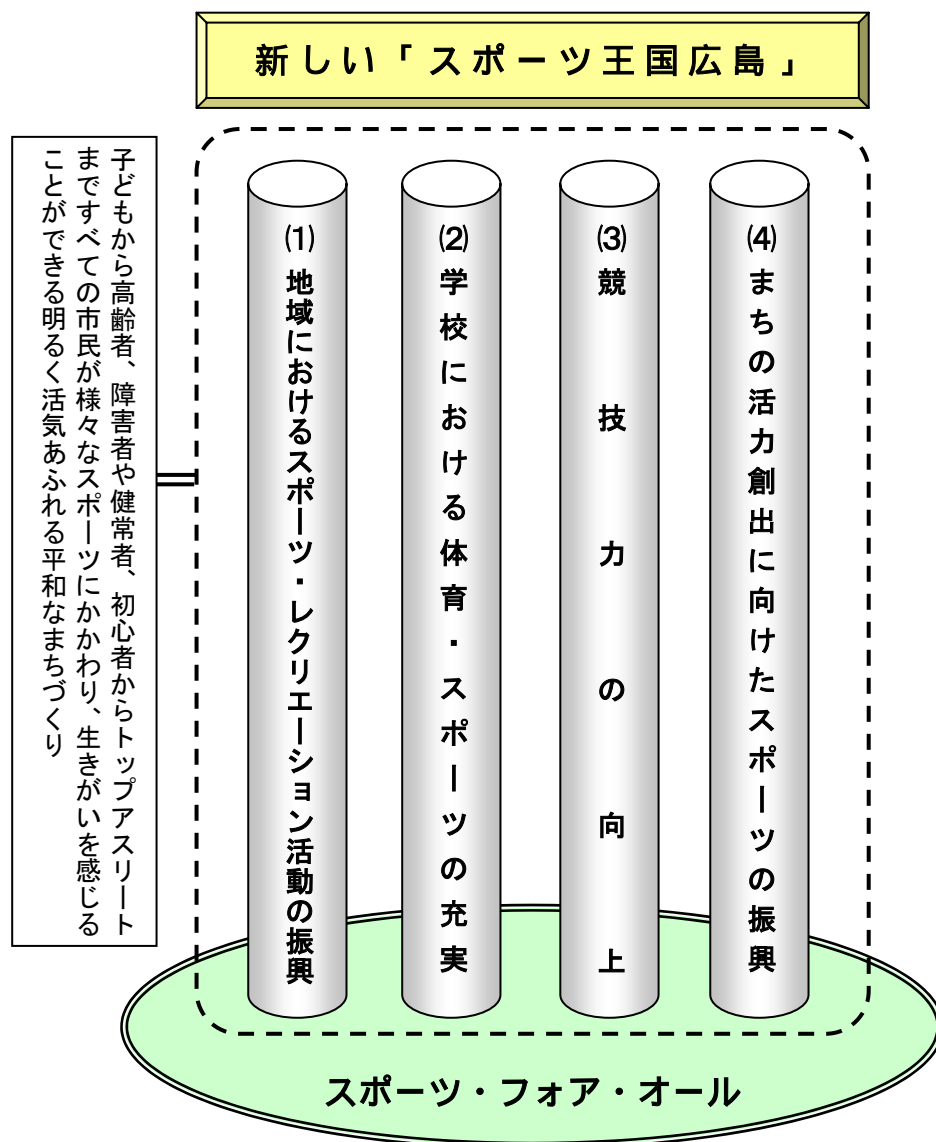 新しい「スポーツ王国広島」
子どもから高齢者、障害者や健常者、初心者からトップアスリート
まですべての市民が様々なスポーツにかかわり、生きがいを感じる
ことができる明るく活気あふれる平和なまちづくり
⑴地域におけるスポーツ・レクリエーション活動の振興
⑵学校における体育・スポーツの充実
⑶競技力の向上
⑷まちの活力創出に向けたスポーツの振興
スポーツ・フォア・オール